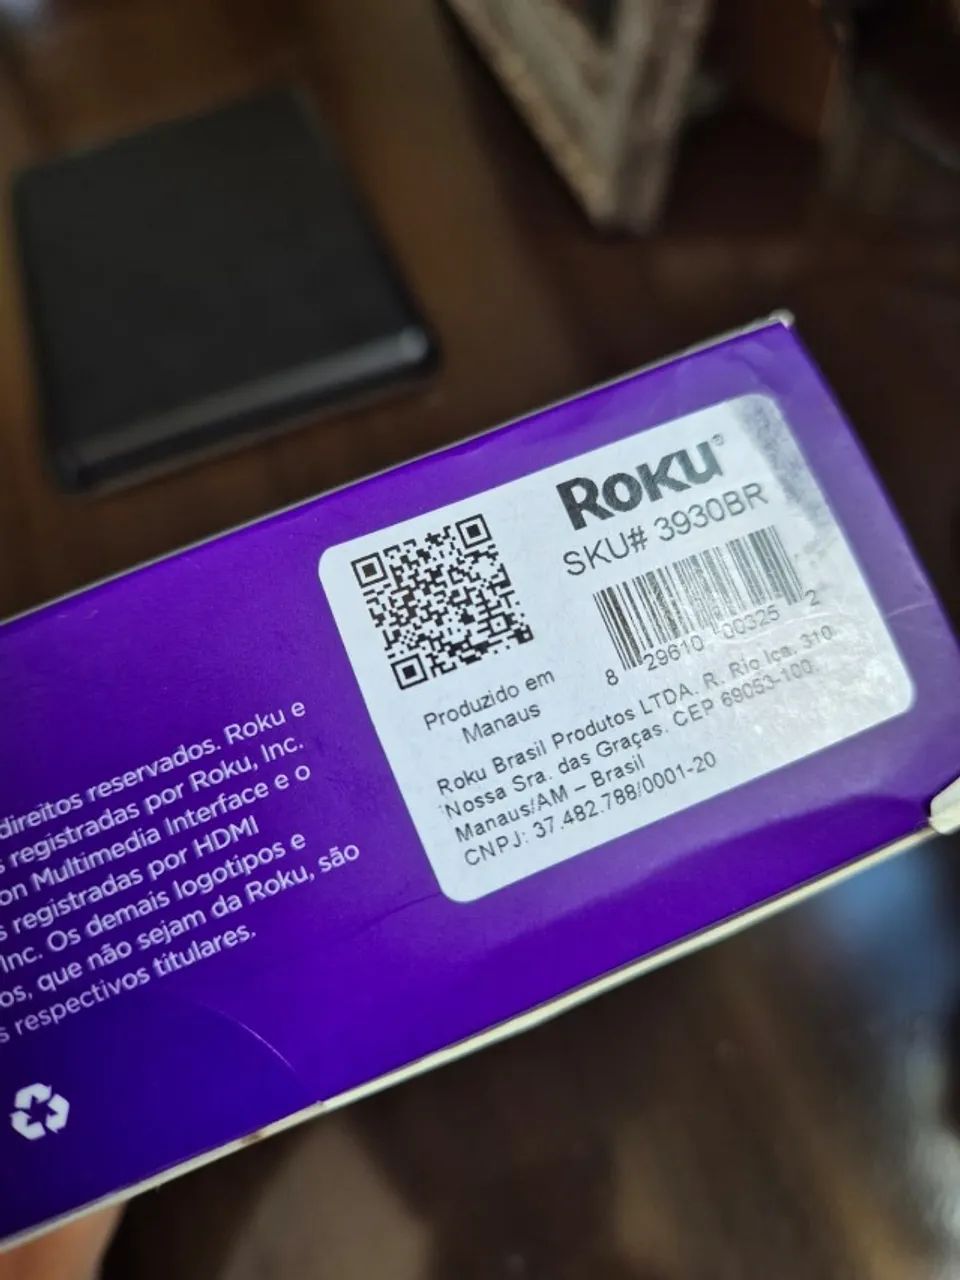 direitos reservados. Roku e
s registradas por Roku, Inc.
on Multimedia Interface e o
s registradas por HDMI
Inc. Os demais logotipos e
os, que não sejam da Roku, são
s respectivos titulares.
Roku®
SKU# 3930BR
8 29610 00325 2
Produzido em
Manaus
Roku Brasil Produtos LTDA. R. Rio Iça. 310
Nossa Sra. das Graças. CEP 69053-100.
Manaus/AM – Brasil
CNPJ: 37.482.788/0001-20